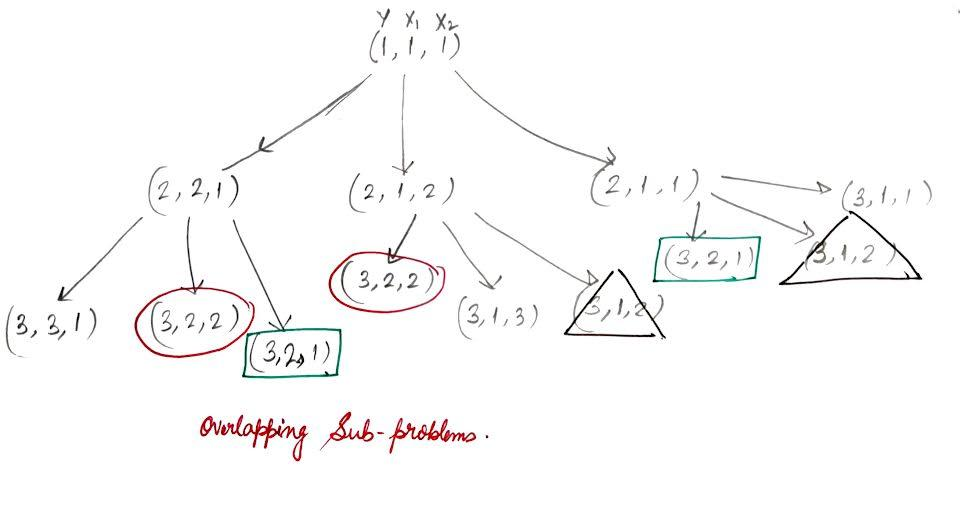 Y X₁ X₂
(1, 1, 1)
(2, 2, 1) (2, 1, 2) (2, 1, 1) (3, 1, 1)
(3, 2, 2) (3, 2, 1) (3, 1, 2)
(3, 3, 1) (3, 2, 2) (3, 1, 3) (3, 1, 2)
(3, 2, 1)
Overlapping Sub-problems.